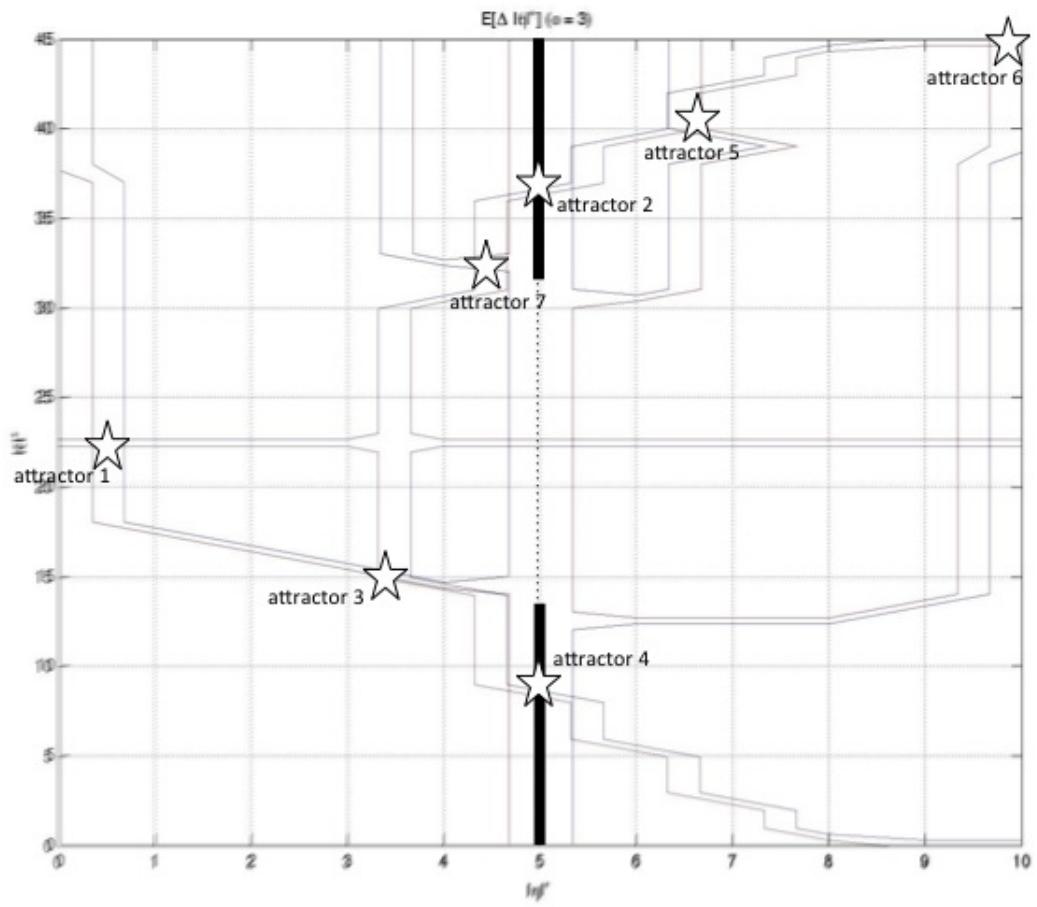 E[Δ |η|ˣ] (α = 3)
45
attractor 6
40
attractor 5
35
attractor 2
attractor 7
30
25
attractor 1
20
15
attractor 3
attractor 4
10
5
0
0 1 2 3 4 5 6 7 8 9 10